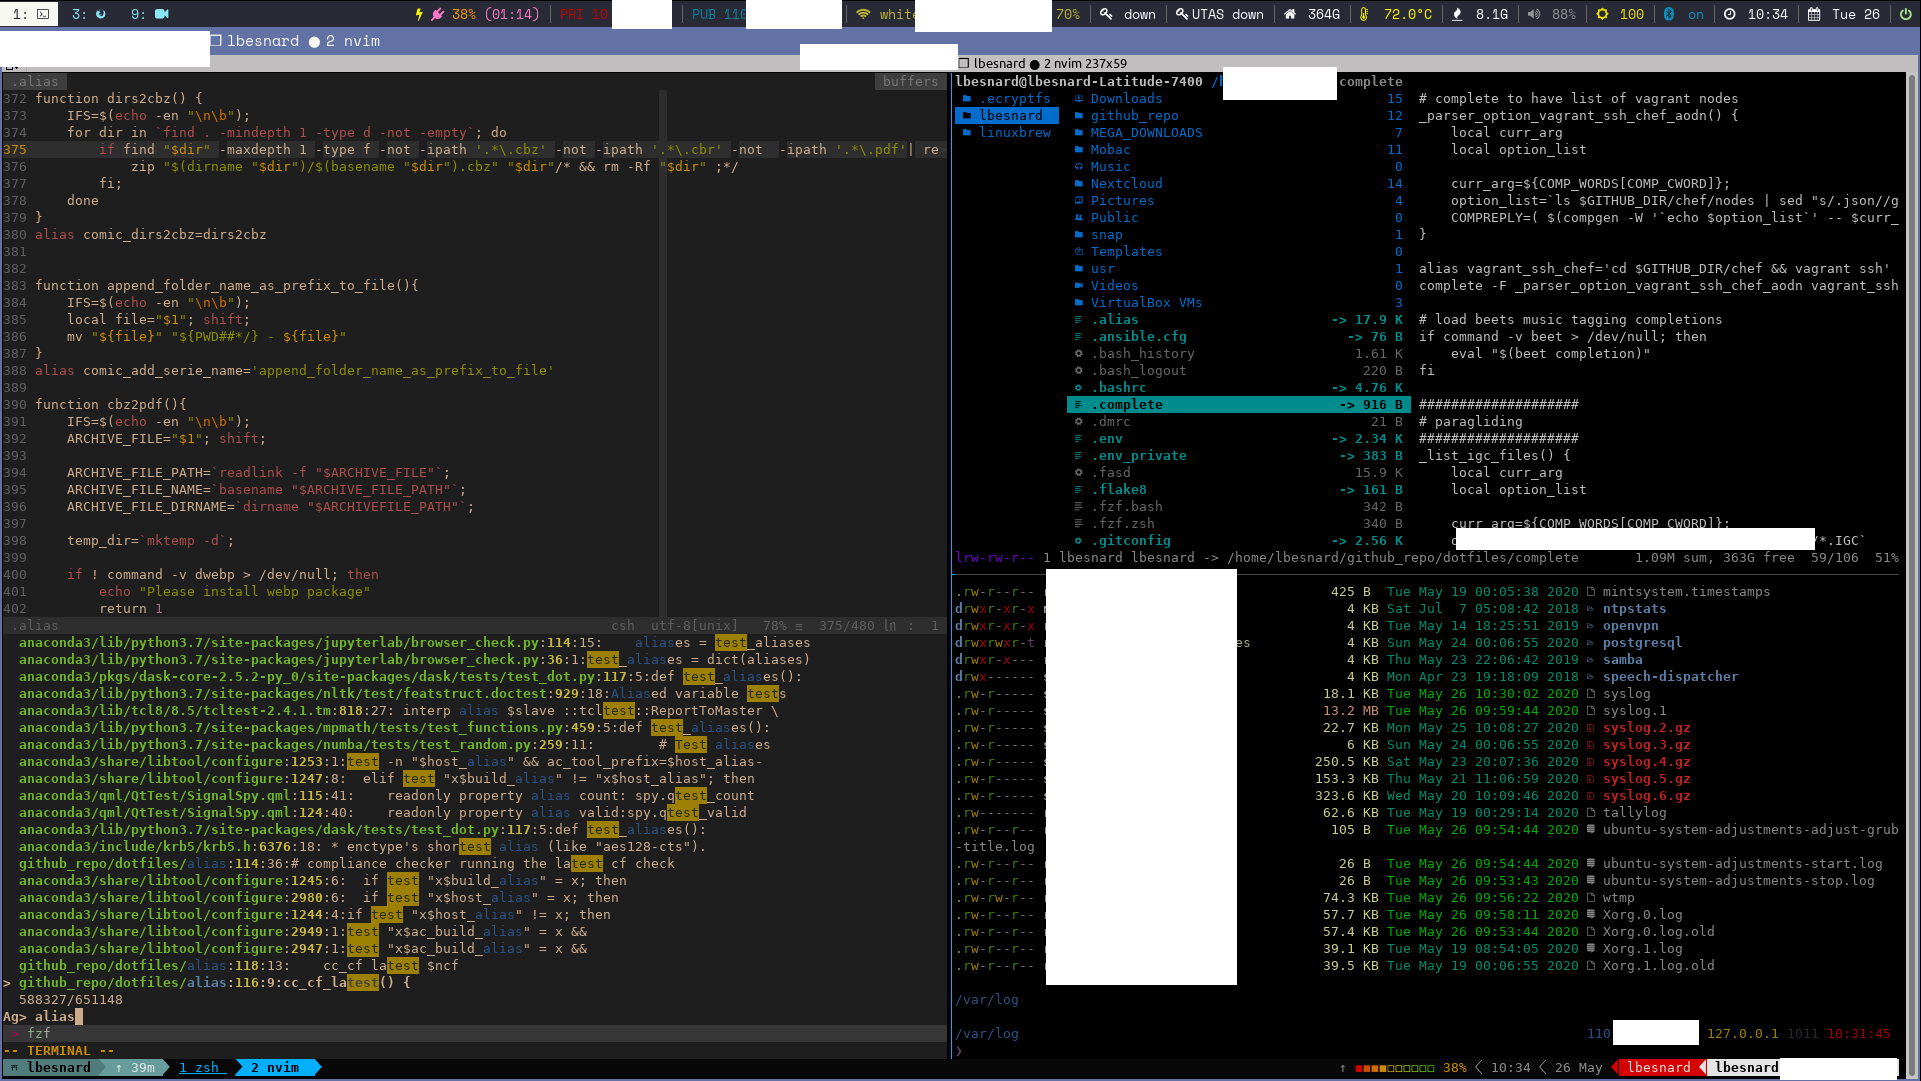 1: 3: 9: 38% (01:14) PRI 10 PUB 110 white 70% down UTAS down 364G 72.0°C 8.1G 88% 100 on 10:34 Tue 26
lbesnard ● 2 nvim
lbesnard ● 2 nvim 237x59
.alias buffers
372 function dirs2cbz() {
373     IFS=$(echo -en "\n\b");
374     for dir in `find . -mindepth 1 -type d -not -empty`; do
375         if find "$dir" -maxdepth 1 -type f -not -ipath '.*\.cbz' -not -ipath '.*\.cbr' -not  -ipath '.*\.pdf'| re
376             zip "$(dirname "$dir")/$(basename "$dir").cbz" "$dir"/* && rm -Rf "$dir" ;*/
377         fi;
378     done
379 }
380 alias comic_dirs2cbz=dirs2cbz
381
382
383 function append_folder_name_as_prefix_to_file(){
384     IFS=$(echo -en "\n\b");
385     local file="$1"; shift;
386     mv "${file}" "${PWD##*/} - ${file}"
387 }
388 alias comic_add_serie_name='append_folder_name_as_prefix_to_file'
389
390 function cbz2pdf(){
391     IFS=$(echo -en "\n\b");
392     ARCHIVE_FILE="$1"; shift;
393
394     ARCHIVE_FILE_PATH=`readlink -f "$ARCHIVE_FILE"`;
395     ARCHIVE_FILE_NAME=`basename "$ARCHIVE_FILE_PATH"`;
396     ARCHIVE_FILE_DIRNAME=`dirname "$ARCHIVEFILE_PATH"`;
397
398     temp_dir=`mktemp -d`;
399
400     if ! command -v dwebp > /dev/null; then
401         echo "Please install webp package"
402         return 1
.alias csh utf-8[unix] 78% ≡ 375/480 ㏑ : 1
anaconda3/lib/python3.7/site-packages/jupyterlab/browser_check.py:114:15:    aliases = test_aliases
anaconda3/lib/python3.7/site-packages/jupyterlab/browser_check.py:36:1:test_aliases = dict(aliases)
anaconda3/pkgs/dask-core-2.5.2-py_0/site-packages/dask/tests/test_dot.py:117:5:def test_aliases():
anaconda3/lib/python3.7/site-packages/nltk/test/featstruct.doctest:929:18:Aliased variable tests
anaconda3/lib/tcl8/8.5/tcltest-2.4.1.tm:818:27: interp alias $slave ::tcltest::ReportToMaster \
anaconda3/lib/python3.7/site-packages/mpmath/tests/test_functions.py:459:5:def test_aliases():
anaconda3/lib/python3.7/site-packages/numba/tests/test_random.py:259:11:        # Test aliases
anaconda3/share/libtool/configure:1253:1:test -n "$host_alias" && ac_tool_prefix=$host_alias-
anaconda3/share/libtool/configure:1247:8:  elif test "x$build_alias" != "x$host_alias"; then
anaconda3/qml/QtTest/SignalSpy.qml:115:41:    readonly property alias count: spy.qtest_count
anaconda3/qml/QtTest/SignalSpy.qml:124:40:    readonly property alias valid:spy.qtest_valid
anaconda3/lib/python3.7/site-packages/dask/tests/test_dot.py:117:5:def test_aliases():
anaconda3/include/krb5/krb5.h:6376:18: * enctype's shortest alias (like "aes128-cts").
github_repo/dotfiles/alias:114:36:# compliance checker running the latest cf check
anaconda3/share/libtool/configure:1245:6:  if test "x$build_alias" = x; then
anaconda3/share/libtool/configure:2980:6:  if test "x$host_alias" = x; then
anaconda3/share/libtool/configure:1244:4:if test "x$host_alias" != x; then
anaconda3/share/libtool/configure:2949:1:test "x$ac_build_alias" = x &&
anaconda3/share/libtool/configure:2947:1:test "x$ac_build_alias" = x &&
github_repo/dotfiles/alias:118:13:    cc_cf latest $ncf
> github_repo/dotfiles/alias:116:9:cc_cf_latest() {
588327/651148
Ag> alias
fzf
-- TERMINAL --
lbesnard@lbesnard-Latitude-7400 /h complete
.ecryptfs
lbesnard
linuxbrew
Downloads 15
github_repo 12
MEGA_DOWNLOADS 7
Mobac 11
Music 0
Nextcloud 14
Pictures 4
Public 0
snap 1
Templates 0
usr 1
Videos 0
VirtualBox VMs 3
.alias -> 17.9 K
.ansible.cfg -> 76 B
.bash_history 1.61 K
.bash_logout 220 B
.bashrc -> 4.76 K
.complete -> 916 B
.dmrc 21 B
.env -> 2.34 K
.env_private -> 383 B
.fasd 15.9 K
.flake8 -> 161 B
.fzf.bash 342 B
.fzf.zsh 340 B
.gitconfig -> 2.56 K
# complete to have list of vagrant nodes
_parser_option_vagrant_ssh_chef_aodn() {
    local curr_arg
    local option_list
    curr_arg=${COMP_WORDS[COMP_CWORD]};
    option_list=`ls $GITHUB_DIR/chef/nodes | sed "s/.json//g
    COMPREPLY=( $(compgen -W '`echo $option_list`' -- $curr_
}
alias vagrant_ssh_chef='cd $GITHUB_DIR/chef && vagrant ssh'
complete -F _parser_option_vagrant_ssh_chef_aodn vagrant_ssh
# load beets music tagging completions
if command -v beet > /dev/null; then
    eval "$(beet completion)"
fi
####################
# paragliding
####################
_list_igc_files() {
    local curr_arg
    local option_list
    curr_arg=${COMP_WORDS[COMP_CWORD]};
/*.IGC`
lrw-rw-r-- 1 lbesnard lbesnard -> /home/lbesnard/github_repo/dotfiles/complete 1.09M sum, 363G free 59/106 51%
.rw-r--r-- 425 B Tue May 19 00:05:38 2020 mintsystem.timestamps
drwxr-xr-x 4 KB Sat Jul  7 05:08:42 2018 ntpstats
drwxr-xr-x 4 KB Tue May 14 18:25:51 2019 openvpn
drwxrwxr-t es 4 KB Sun May 24 00:06:55 2020 postgresql
drwxr-x--- 4 KB Thu May 23 22:06:42 2019 samba
drwx------ 4 KB Mon Apr 23 19:18:09 2018 speech-dispatcher
.rw-r----- 18.1 KB Tue May 26 10:30:02 2020 syslog
.rw-r----- 13.2 MB Tue May 26 09:59:44 2020 syslog.1
.rw-r----- 22.7 KB Mon May 25 10:08:27 2020 syslog.2.gz
.rw-r----- 6 KB Sun May 24 00:06:55 2020 syslog.3.gz
.rw-r----- 250.5 KB Sat May 23 20:07:36 2020 syslog.4.gz
.rw-r----- 153.3 KB Thu May 21 11:06:59 2020 syslog.5.gz
.rw-r----- 323.6 KB Wed May 20 10:09:46 2020 syslog.6.gz
.rw------- 62.6 KB Tue May 19 00:29:14 2020 tallylog
.rw-r--r-- 105 B Tue May 26 09:54:44 2020 ubuntu-system-adjustments-adjust-grub
-title.log
.rw-r--r-- 26 B Tue May 26 09:54:44 2020 ubuntu-system-adjustments-start.log
.rw-r--r-- 26 B Tue May 26 09:53:43 2020 ubuntu-system-adjustments-stop.log
.rw-rw-r-- 74.3 KB Tue May 26 09:56:22 2020 wtmp
.rw-r--r-- 57.7 KB Tue May 26 09:58:11 2020 Xorg.0.log
.rw-r--r-- 57.4 KB Tue May 26 09:53:44 2020 Xorg.0.log.old
.rw-r--r-- 39.1 KB Tue May 19 08:54:05 2020 Xorg.1.log
.rw-r--r-- 39.5 KB Tue May 19 00:06:55 2020 Xorg.1.log.old
/var/log
/var/log 110 127.0.0.1 1011 10:31:45
❯
lbesnard ↑ 39m 1 zsh 2 nvim ↑ 38% 10:34 26 May lbesnard lbesnard